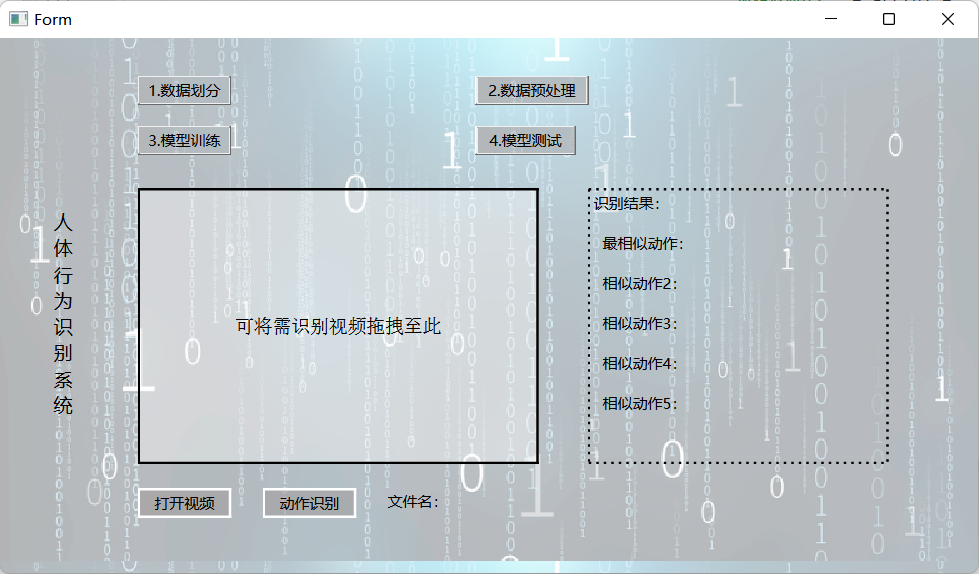 Form
1.数据划分
2.数据预处理
3.模型训练
4.模型测试
人体行为识别系统
可将需识别视频拖拽至此
识别结果:
最相似动作:
相似动作2:
相似动作3:
相似动作4:
相似动作5:
打开视频
动作识别
文件名: